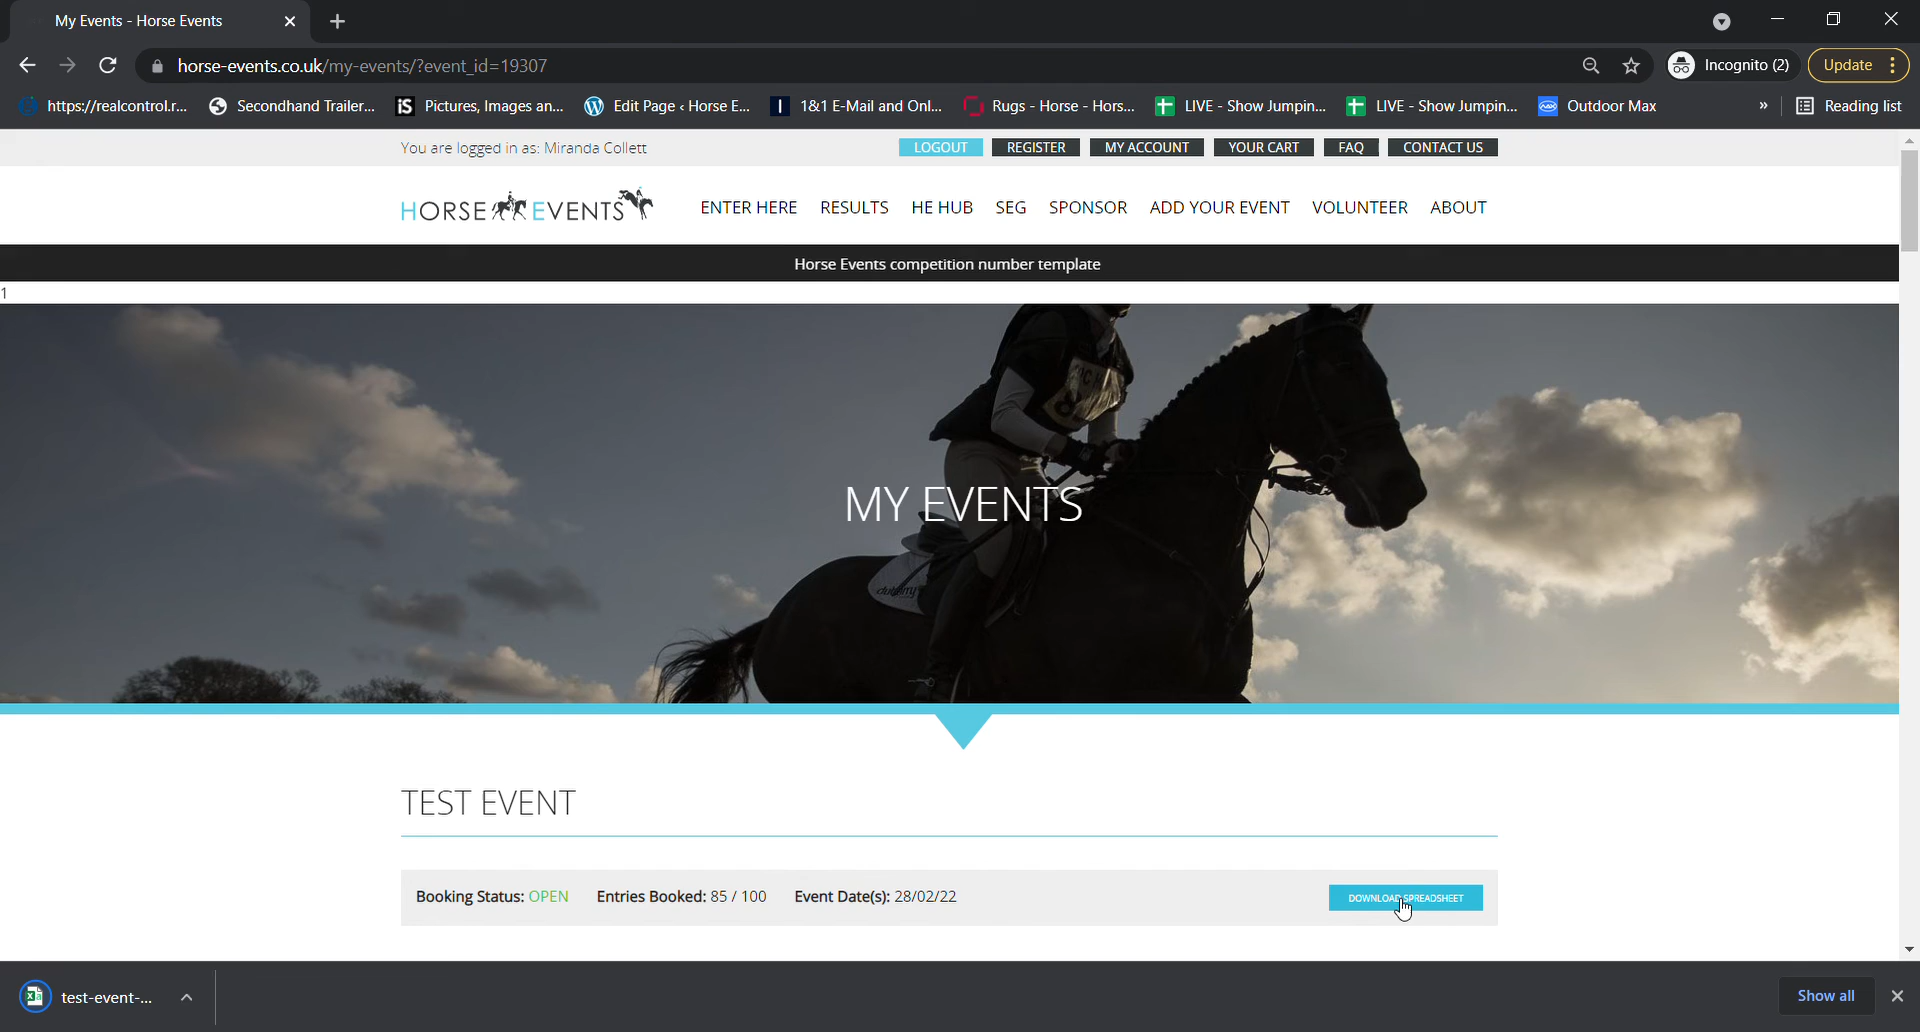 My Events - Horse Events
horse-events.co.uk/my-events/?event_id=19307
Incognito (2)
Update
https://realcontrol.r...
Secondhand Trailer...
iS Pictures, Images an...
Edit Page ‹ Horse E...
1&1 E-Mail and Onl...
Rugs - Horse - Hors...
LIVE - Show Jumpin...
LIVE - Show Jumpin...
Outdoor Max
»
Reading list
You are logged in as: Miranda Collett
LOGOUT
REGISTER
MY ACCOUNT
YOUR CART
FAQ
CONTACT US
HORSE EVENTS
ENTER HERE
RESULTS
HE HUB
SEG
SPONSOR
ADD YOUR EVENT
VOLUNTEER
ABOUT
Horse Events competition number template
1
MY EVENTS
TEST EVENT
Booking Status: OPEN
Entries Booked: 85 / 100
Event Date(s): 28/02/22
DOWNLOAD SPREADSHEET
test-event-...
Show all